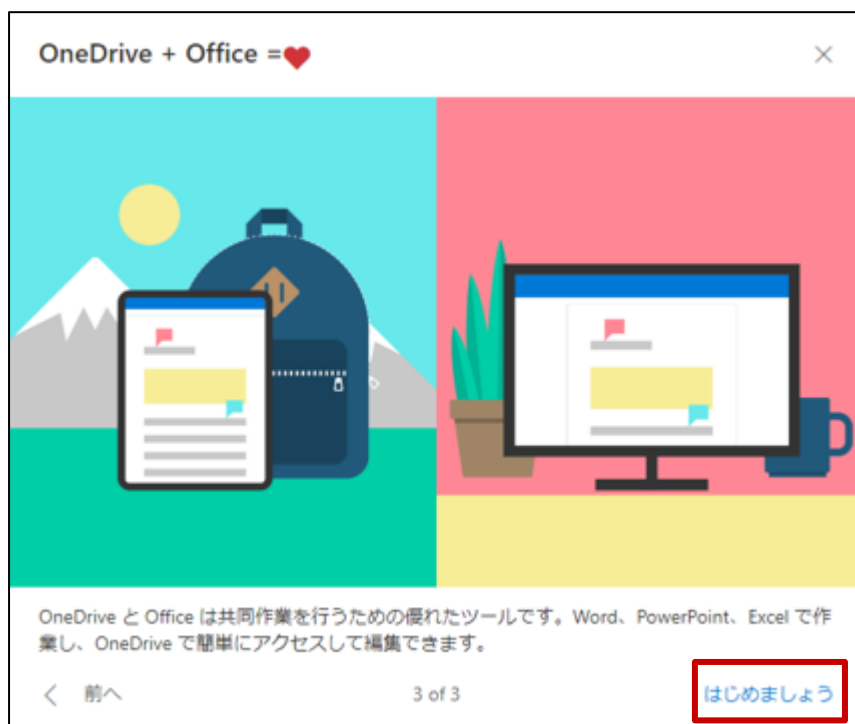 OneDrive + Office =❤
OneDrive と Office は共同作業を行うための優れたツールです。Word、PowerPoint、Excel で作
業し、OneDrive で簡単にアクセスして編集できます。
前へ
3 of 3
はじめましょう